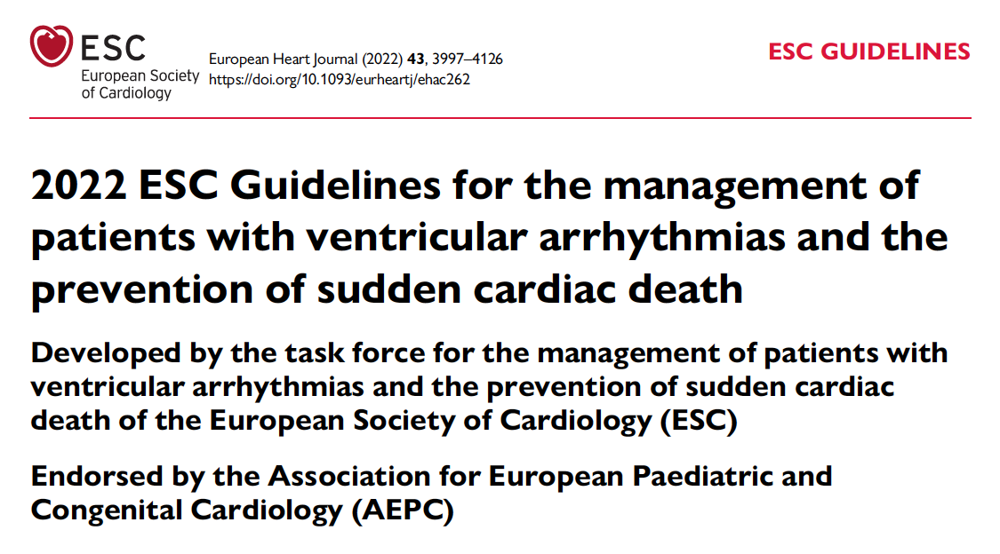 ESC
European Society
of Cardiology
European Heart Journal (2022) 43, 3997–4126
https://doi.org/10.1093/eurheartj/ehac262
ESC GUIDELINES
2022 ESC Guidelines for the management of
patients with ventricular arrhythmias and the
prevention of sudden cardiac death
Developed by the task force for the management of patients with
ventricular arrhythmias and the prevention of sudden cardiac
death of the European Society of Cardiology (ESC)
Endorsed by the Association for European Paediatric and
Congenital Cardiology (AEPC)